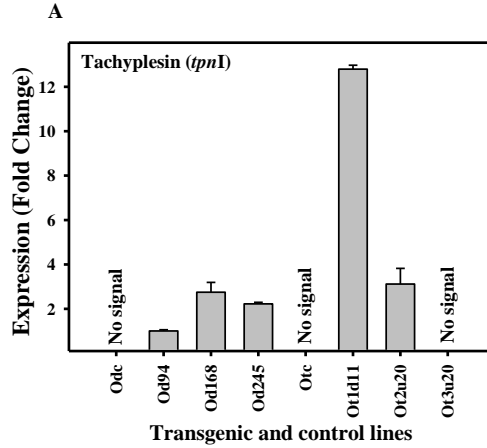 A
Tachyplesin (tpnI)
Expression (Fold Change)
12
10
8
6
4
2
No signal
No signal
No signal
Odc
Od94
Od168
Od245
Otc
Ot1d11
Ot2u20
Ot3u20
Transgenic and control lines